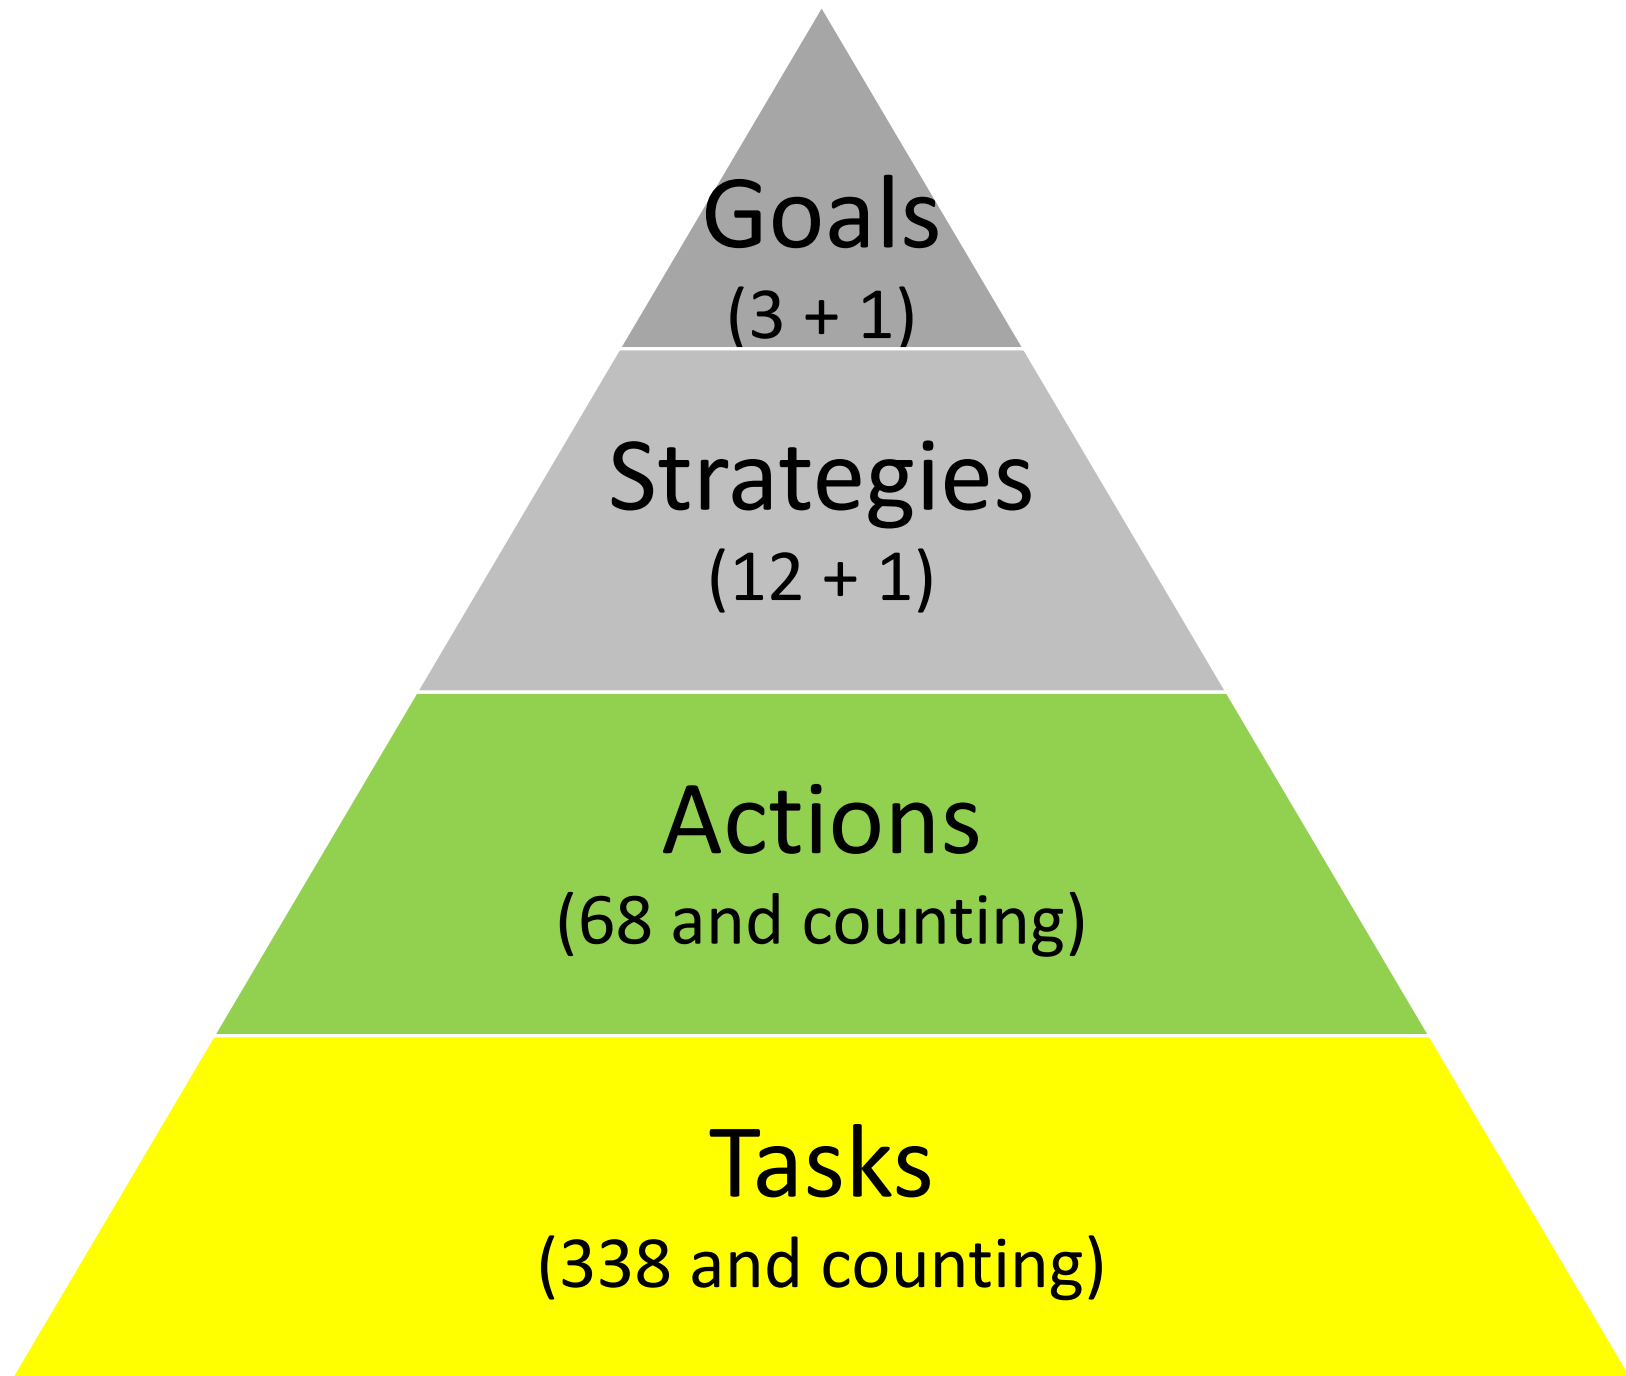 Goals
(3 + 1)
Strategies
(12 + 1)
Actions
(68 and counting)
Tasks
(338 and counting)